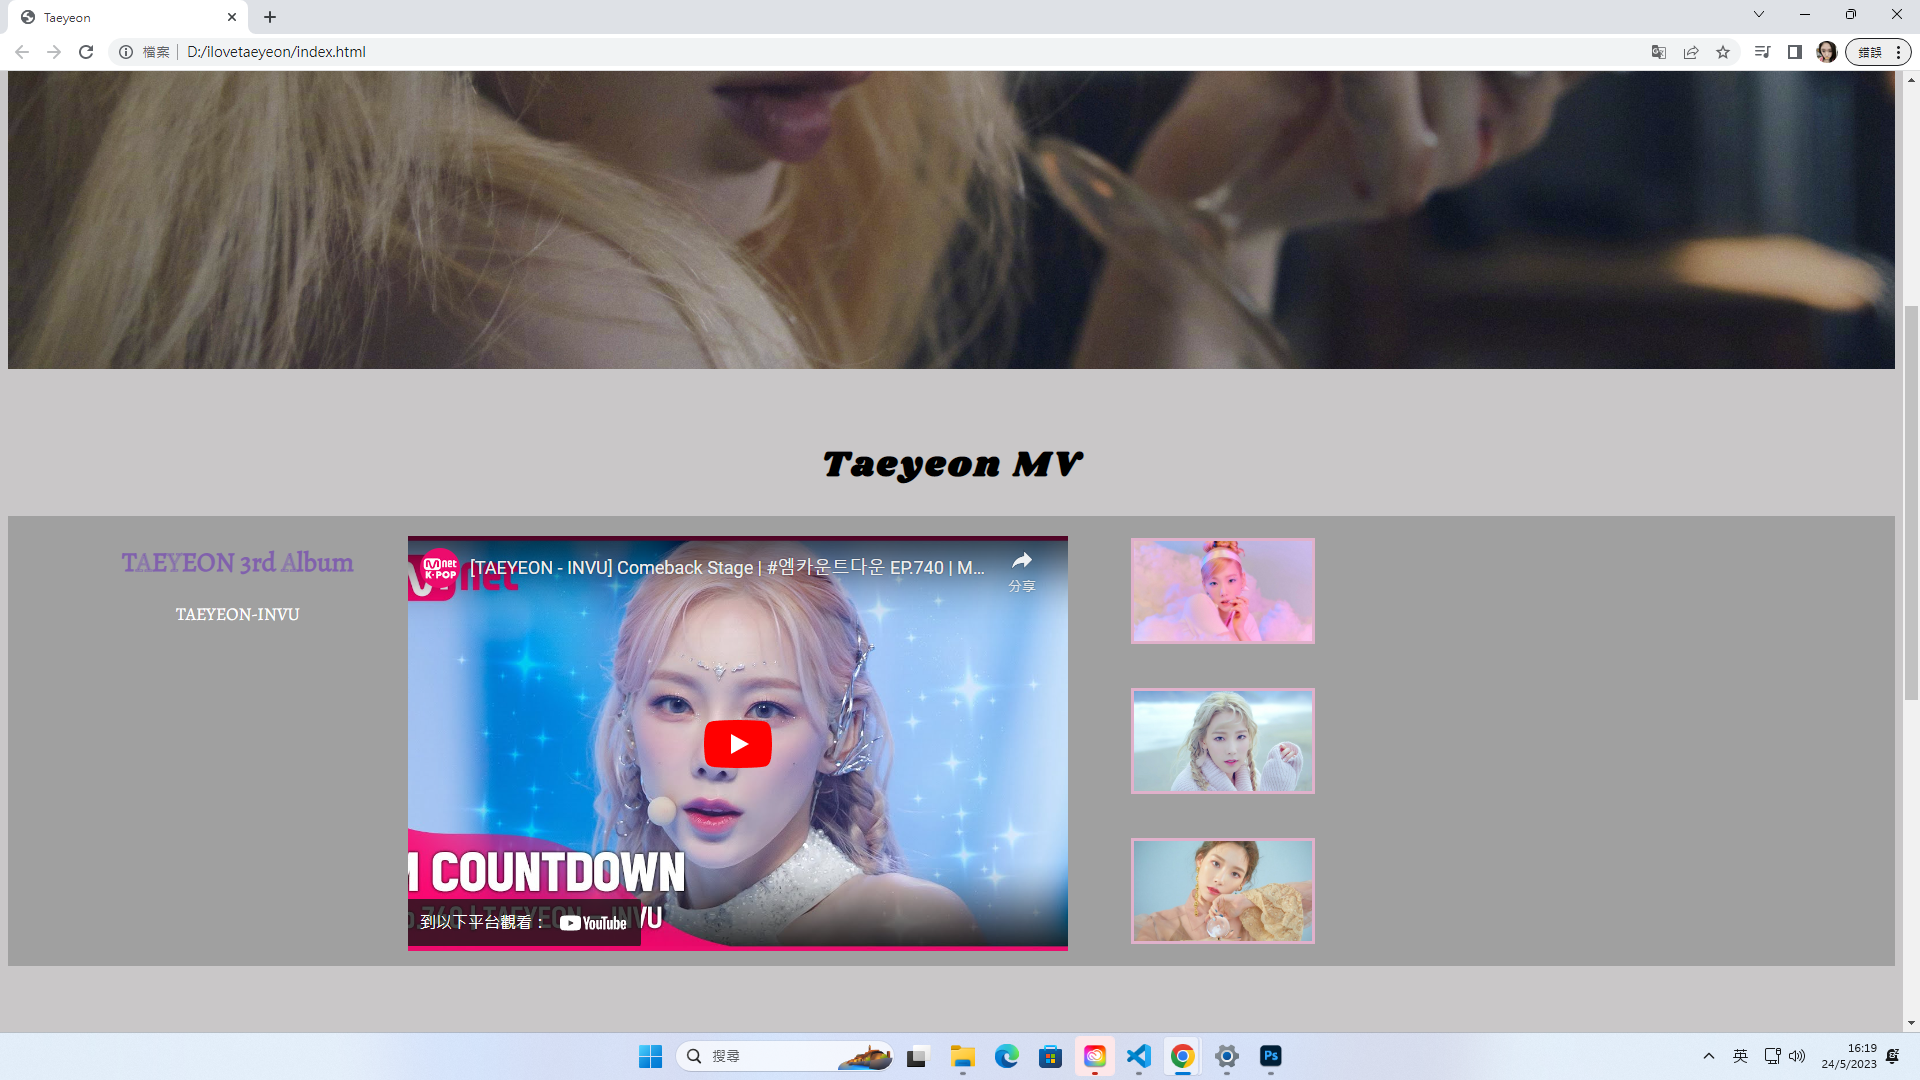 Taeyeon
檔案 D:/ilovetaeyeon/index.html
錯誤
Taeyeon MV
TAEYEON 3rd Album
TAEYEON-INVU
Mnet
K-POP
[TAEYEON - INVU] Comeback Stage | #엠카운트다운 EP.740 | M...
分享
M COUNTDOWN
到以下平台觀看： YouTube
搜尋
Ps
英
16:19
24/5/2023